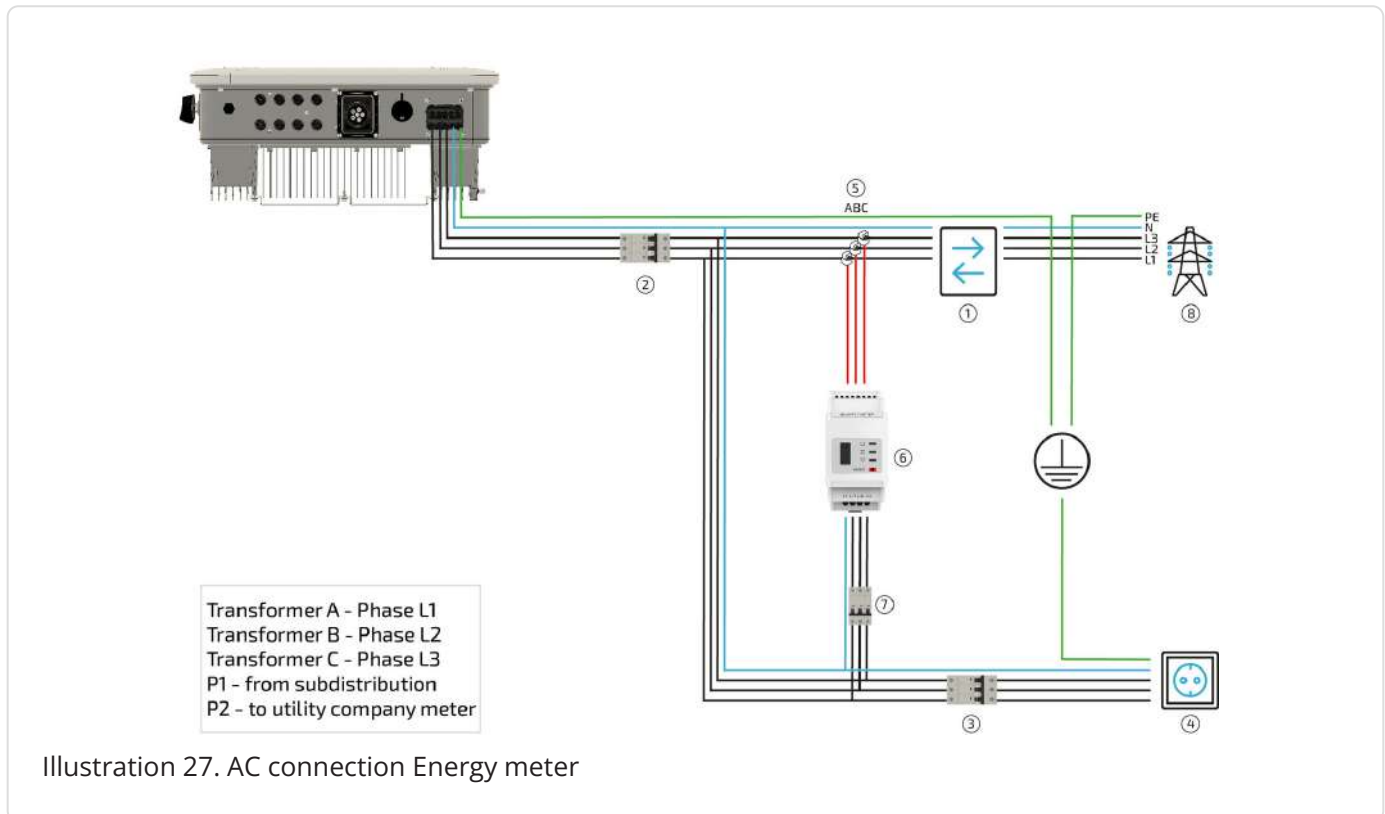 ⑤
ABC
PE
N
L3
L2
L1
②
①
⑧
⑥
⑦
Transformer A - Phase L1
Transformer B - Phase L2
Transformer C - Phase L3
P1 - from subdistribution
P2 - to utility company meter
③
④
Illustration 27. AC connection Energy meter